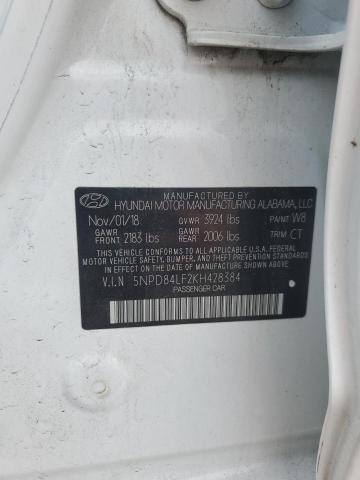 MANUFACTURED BY
HYUNDAI MOTOR MANUFACTURING ALABAMA, LLC
Nov/01/18 GVWR 3924 lbs PAINT W8
GAWR FRONT 2183 lbs GAWR REAR 2006 lbs TRIM CT
THIS VEHICLE CONFORMS TO ALL APPLICABLE U.S.A. FEDERAL
MOTOR VEHICLE SAFETY, BUMPER, AND THEFT PREVENTION
STANDARDS IN EFFECT ON THE DATE OF MANUFACTURE SHOWN ABOVE.
V.I.N 5NPD84LF2KH428384
PASSENGER CAR